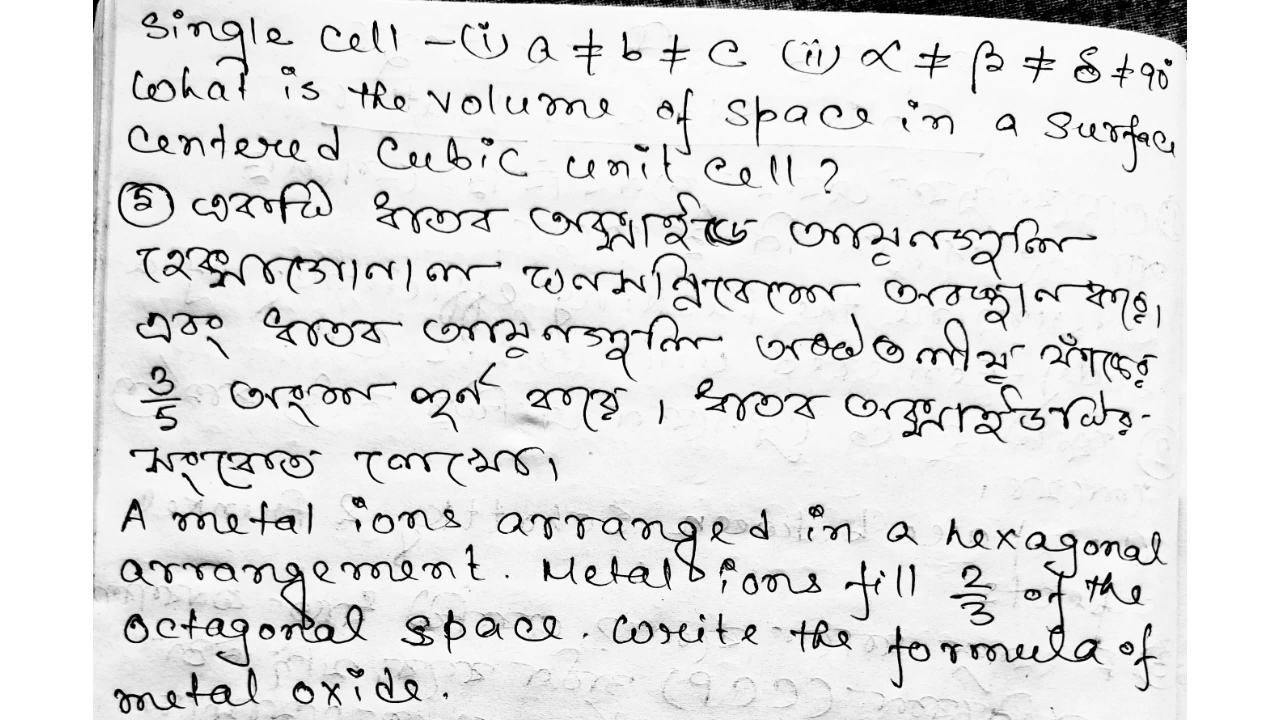 Single cell – (i) a ≠ b ≠ c (ii) α ≠ β ≠ δ ≠ 90°
What is the volume of space in a surface
centered cubic unit cell?
⑤ একটি ধাতব অক্সাইডে আয়নগুলি
হেক্সাগোনাল ঘনসন্নিবেশে অবস্থান করে।
এবং ধাতব আয়নগুলি অষ্টতলীয় ফাঁকের
3/5 অংশ পূর্ণ করে। ধাতব অক্সাইডটির-
সংকেত লেখো।
A metal ions arranged in a hexagonal
arrangement. Metal ions fill 2/3 of the
octagonal space. Write the formula of
metal oxide.